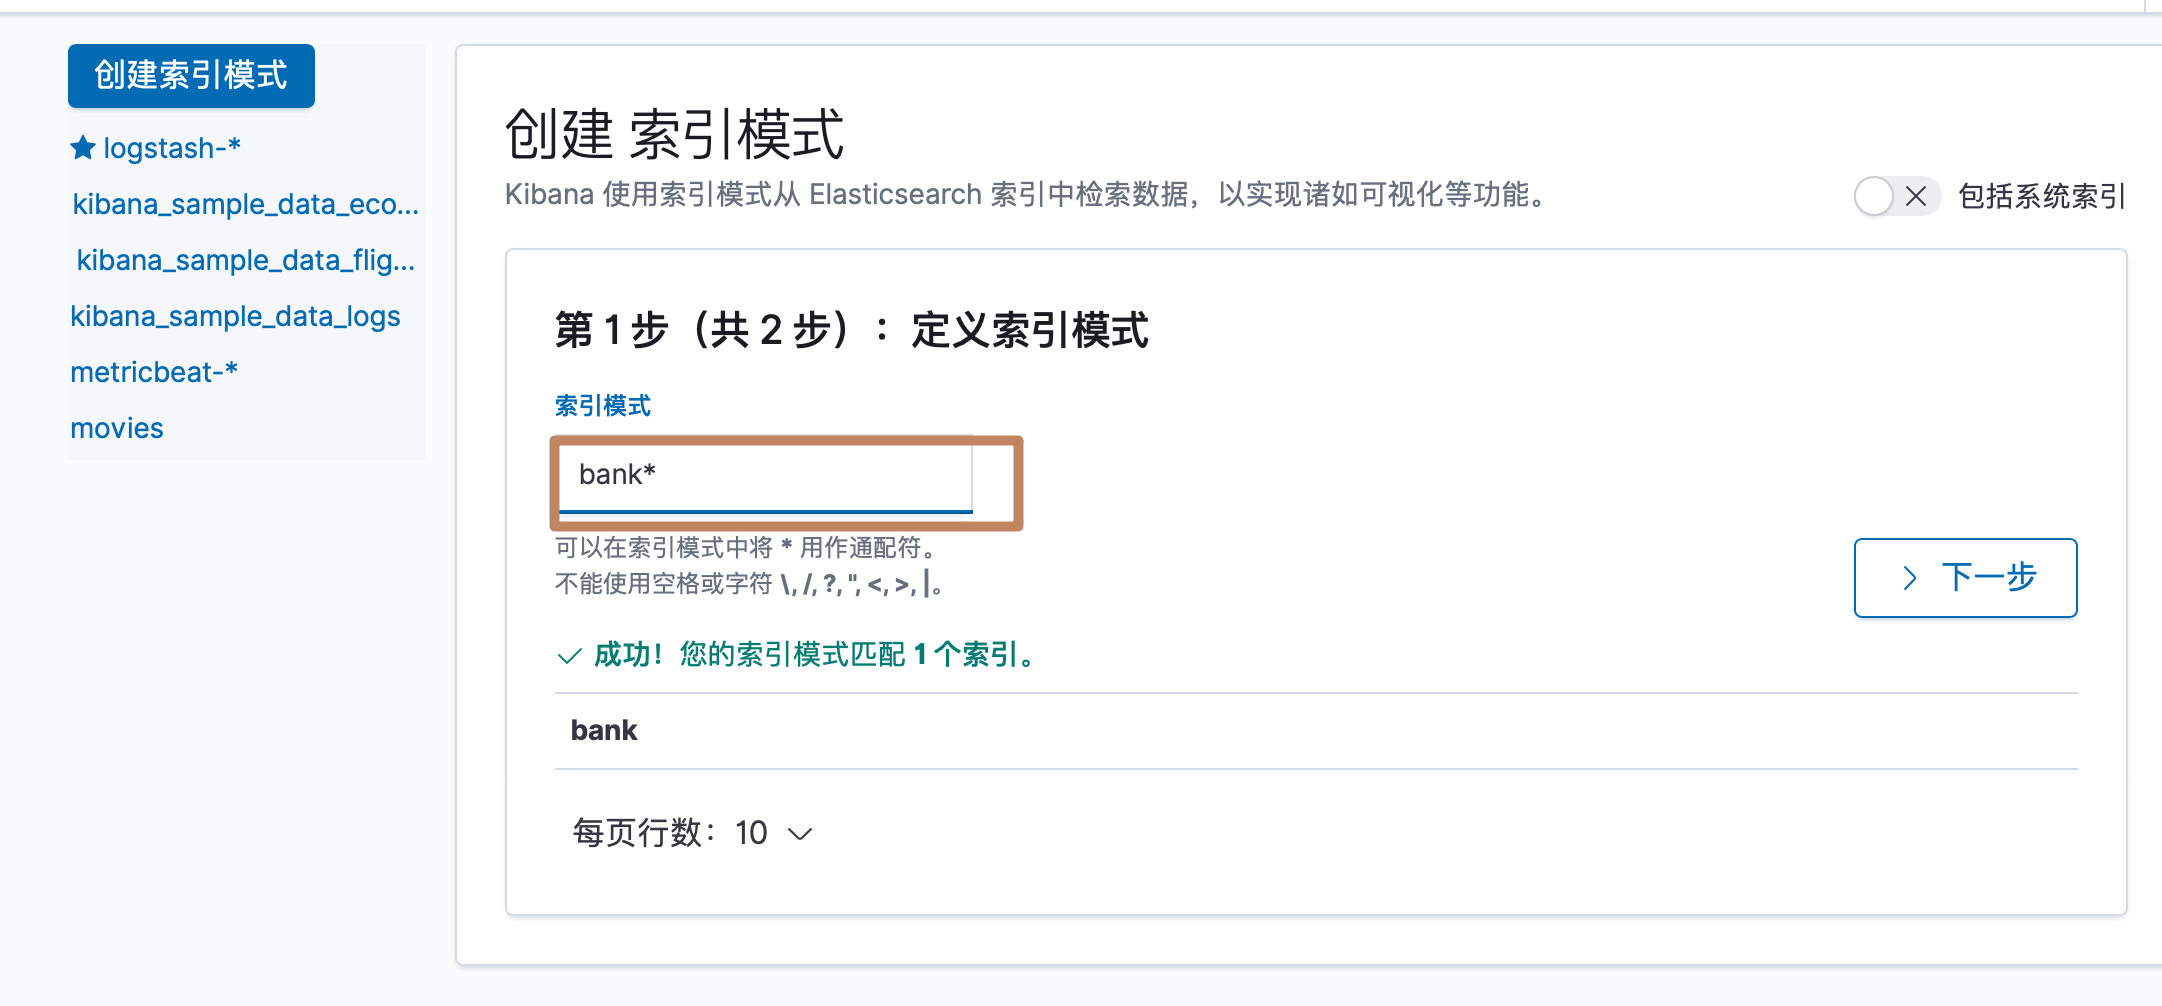 创建索引模式
logstash-*
kibana_sample_data_eco...
kibana_sample_data_flig...
kibana_sample_data_logs
metricbeat-*
movies
创建 索引模式
Kibana 使用索引模式从 Elasticsearch 索引中检索数据，以实现诸如可视化等功能。
包括系统索引
第 1 步（共 2 步）：定义索引模式
索引模式
bank*
可以在索引模式中将 * 用作通配符。
不能使用空格或字符 \, /, ?, ", <, >, |。
下一步
成功！您的索引模式匹配 1 个索引。
bank
每页行数：10